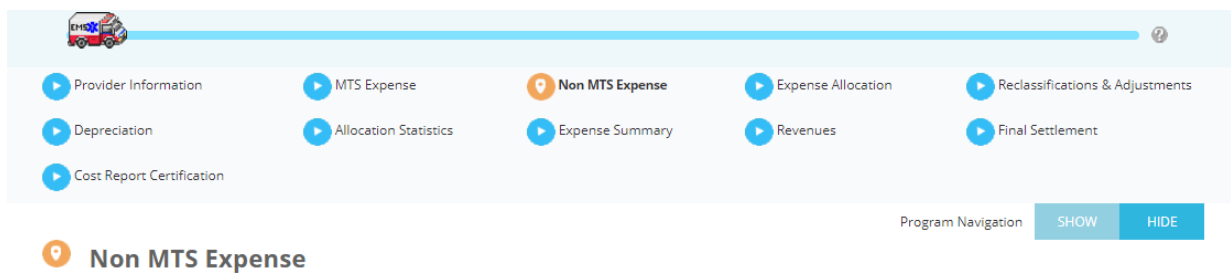 EMS
?
Provider Information MTS Expense Non MTS Expense Expense Allocation Reclassifications & Adjustments
Depreciation Allocation Statistics Expense Summary Revenues Final Settlement
Cost Report Certification
Program Navigation SHOW HIDE
Non MTS Expense